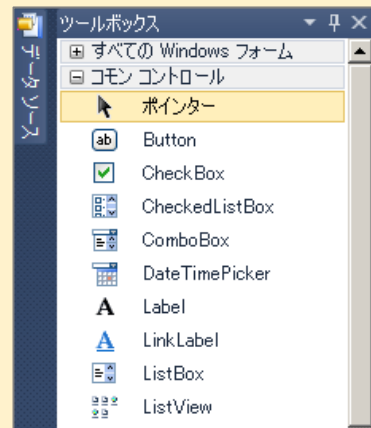 ツールボックス
データ ソース
すべての Windows フォーム
コモン コントロール
ポインター
ab Button
CheckBox
CheckedListBox
ComboBox
DateTimePicker
A Label
A LinkLabel
ListBox
ListView